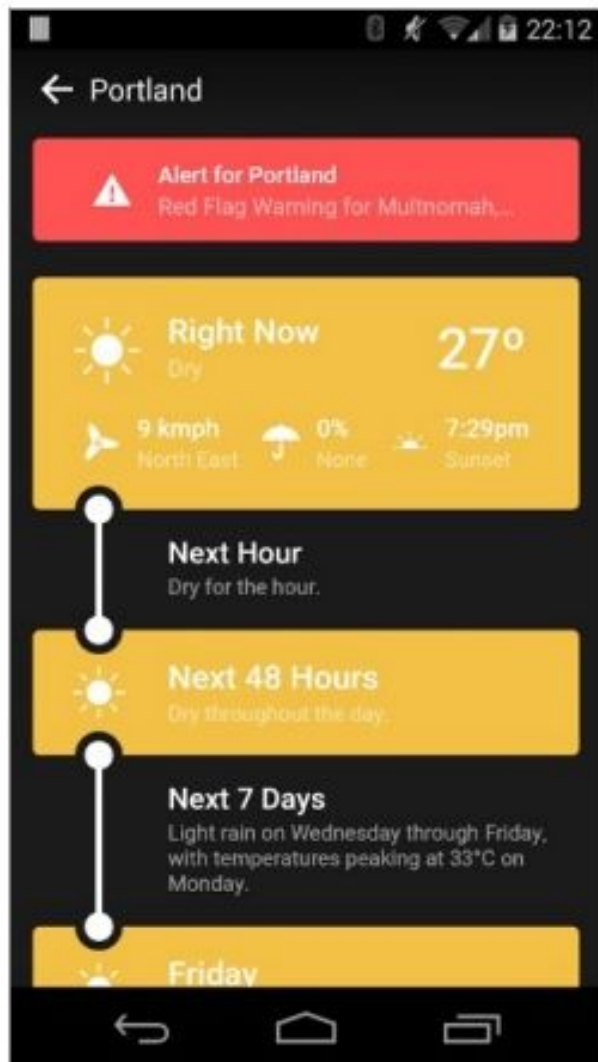 22:12
Portland
Alert for Portland
Red Flag Warning for Multnomah,...
Right Now
27°
Dry
9 kmph
0%
7:29pm
North East
None
Sunset
Next Hour
Dry for the hour.
Next 48 Hours
Dry throughout the day.
Next 7 Days
Light rain on Wednesday through Friday,
with temperatures peaking at 33°C on
Monday.
Friday